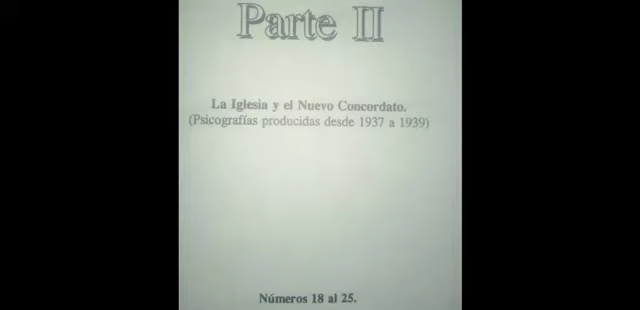 Parte II
La Iglesia y el Nuevo Concordato.
(Psicografías producidas desde 1937 a 1939)
Números 18 al 25.